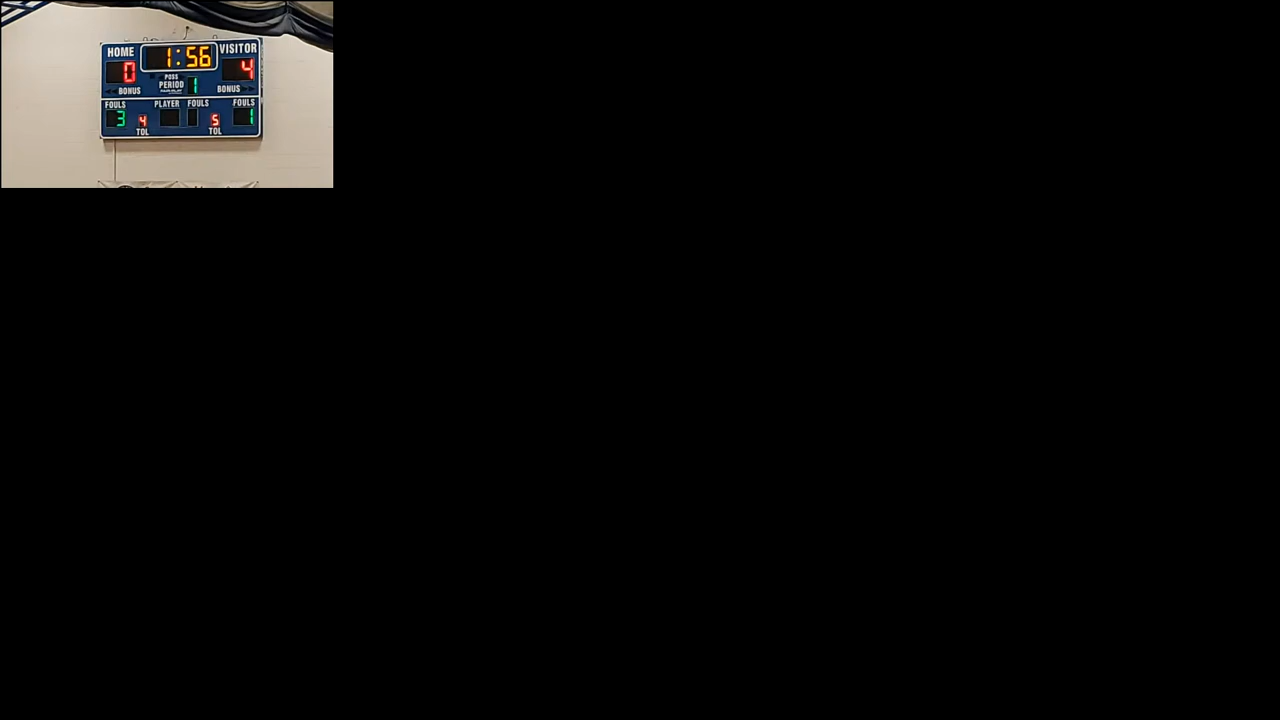 HOME 1:56 VISITOR
0 4
POSS
PERIOD 1
BONUS BONUS
FOULS PLAYER FOULS FOULS
3 4 5 1
TOL TOL